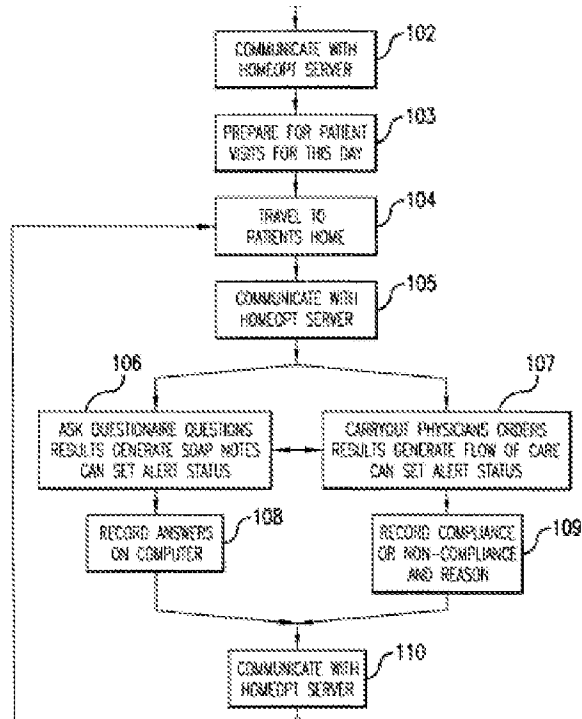 COMMUNICATE WITH
HOMEOPT SERVER
102
PREPARE FOR PATIENT
VISITS FOR THIS DAY
103
TRAVEL TO
PATIENTS HOME
104
COMMUNICATE WITH
HOMEOPT SERVER
105
106
ASK QUESTIONAIRE QUESTIONS
RESULTS GENERATE SOAP NOTES
CAN SET ALERT STATUS
107
CARRYOUT PHYSICIANS ORDERS
RESULTS GENERATE FLOW OF CARE
CAN SET ALERT STATUS
RECORD ANSWERS
ON COMPUTER
108
RECORD COMPLIANCE
OR NON-COMPLIANCE
AND REASON
109
COMMUNICATE WITH
HOMEOPT SERVER
110